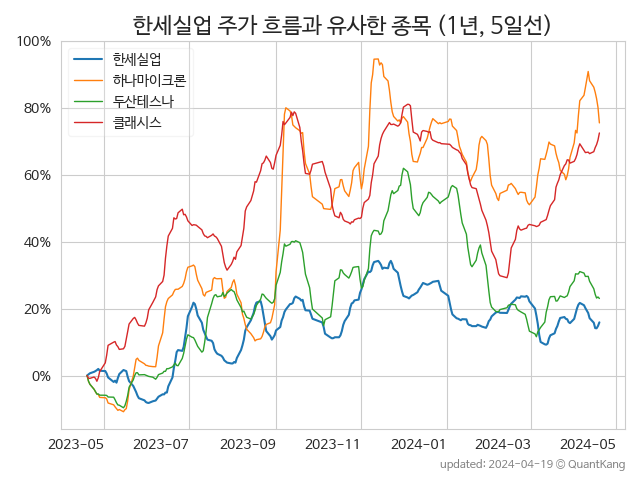 한세실업 주가 흐름과 유사한 종목 (1년, 5일선)
100%
80%
60%
40%
20%
0%
한세실업
하나마이크론
두산테스나
클래시스
2023-05 2023-07 2023-09 2023-11 2024-01 2024-03 2024-05
updated: 2024-04-19 © QuantKang